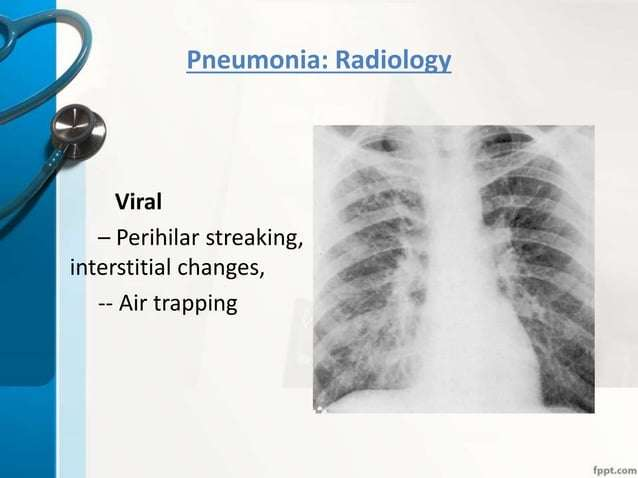 Pneumonia: Radiology
Viral
– Perihilar streaking,
interstitial changes,
-- Air trapping
fppt.com